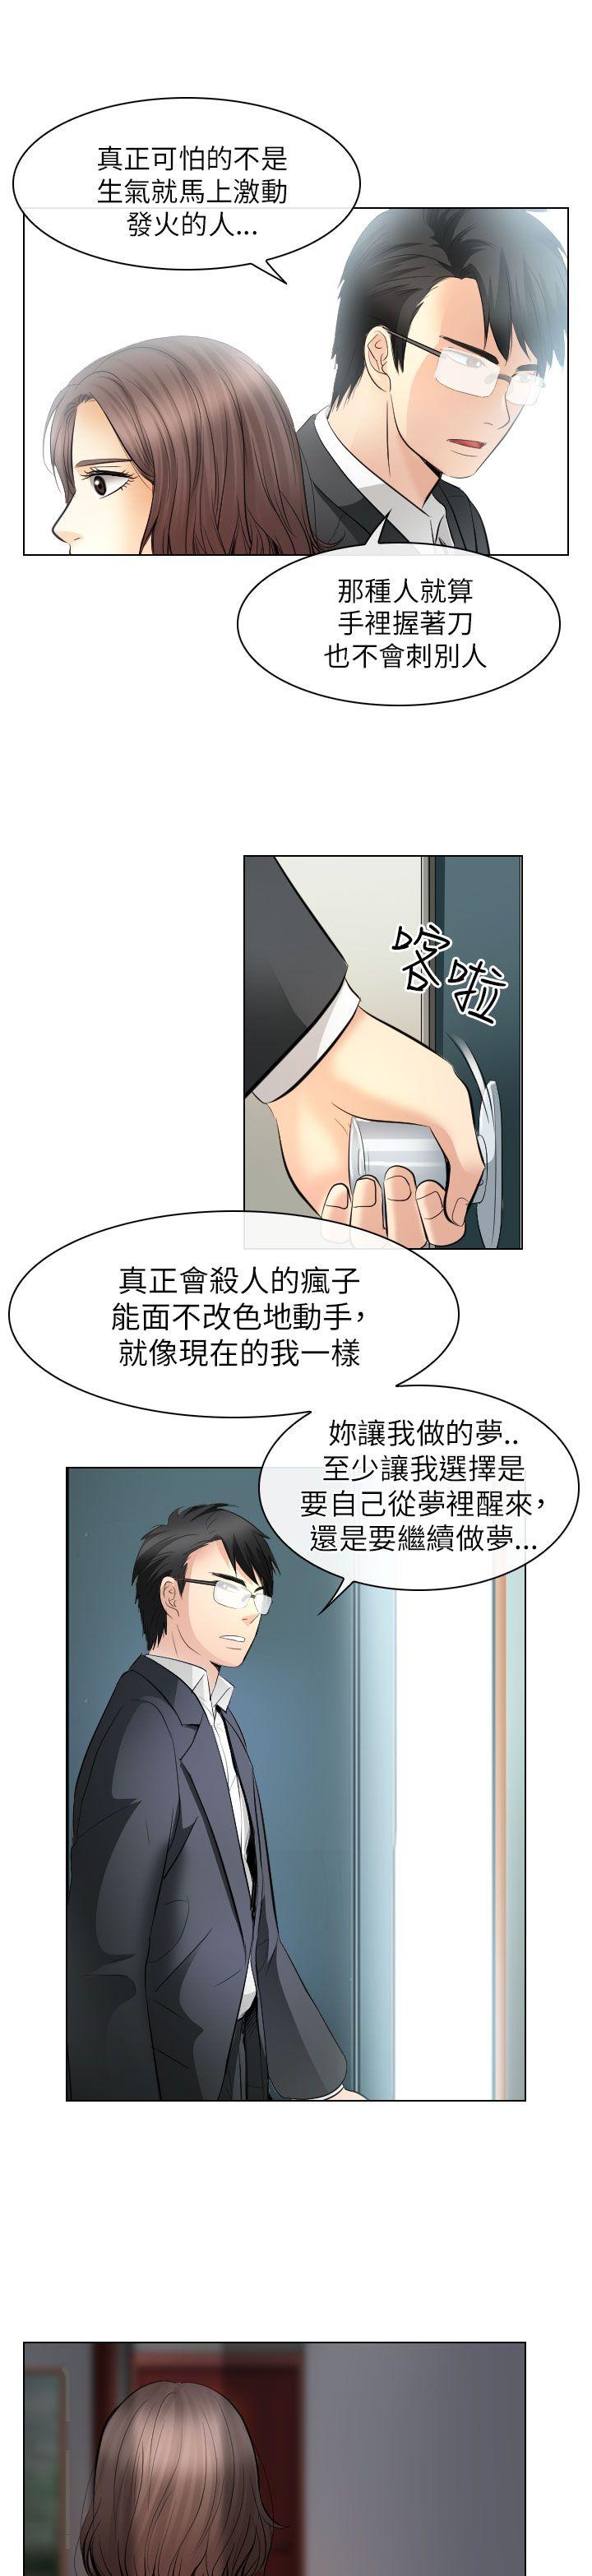 真正可怕的不是
生氣就馬上激動
發火的人...
那種人就算
手裡握著刀
也不會刺別人
喀啦
真正會殺人的瘋子
能面不改色地動手，
就像現在的我一樣
妳讓我做的夢..
至少讓我選擇是
要自己從夢裡醒來，
還是要繼續做夢...